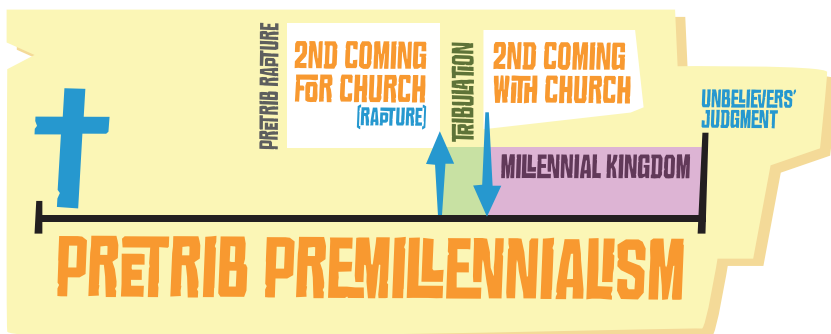 PRETRIB RAPTURE
2ND COMING
FOR CHURCH
(RAPTURE)
TRIBULATION
2ND COMING
WITH CHURCH
UNBELIEVERS'
JUDGMENT
MILLENNIAL KINGDOM
PRETRIB PREMILLENNIALISM